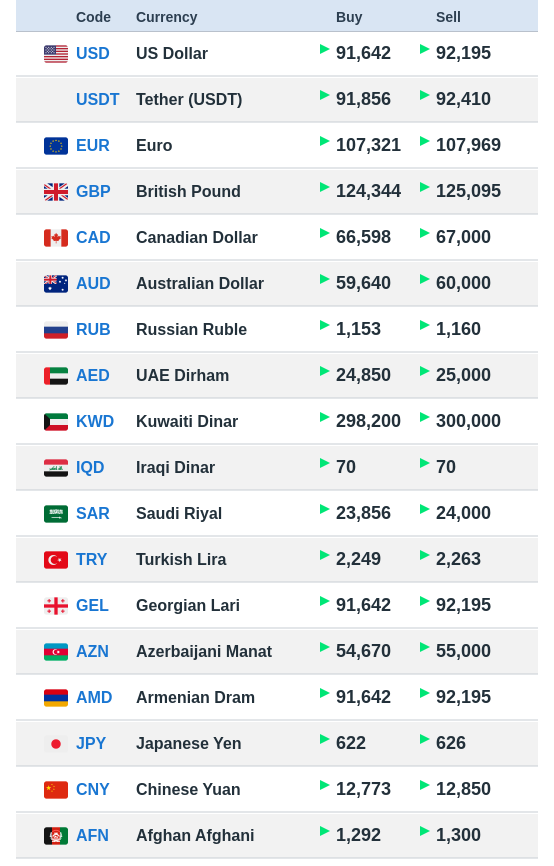 Code Currency Buy Sell
USD US Dollar 91,642 92,195
USDT Tether (USDT) 91,856 92,410
EUR Euro 107,321 107,969
GBP British Pound 124,344 125,095
CAD Canadian Dollar 66,598 67,000
AUD Australian Dollar 59,640 60,000
RUB Russian Ruble 1,153 1,160
AED UAE Dirham 24,850 25,000
KWD Kuwaiti Dinar 298,200 300,000
IQD Iraqi Dinar 70 70
SAR Saudi Riyal 23,856 24,000
TRY Turkish Lira 2,249 2,263
GEL Georgian Lari 91,642 92,195
AZN Azerbaijani Manat 54,670 55,000
AMD Armenian Dram 91,642 92,195
JPY Japanese Yen 622 626
CNY Chinese Yuan 12,773 12,850
AFN Afghan Afghani 1,292 1,300